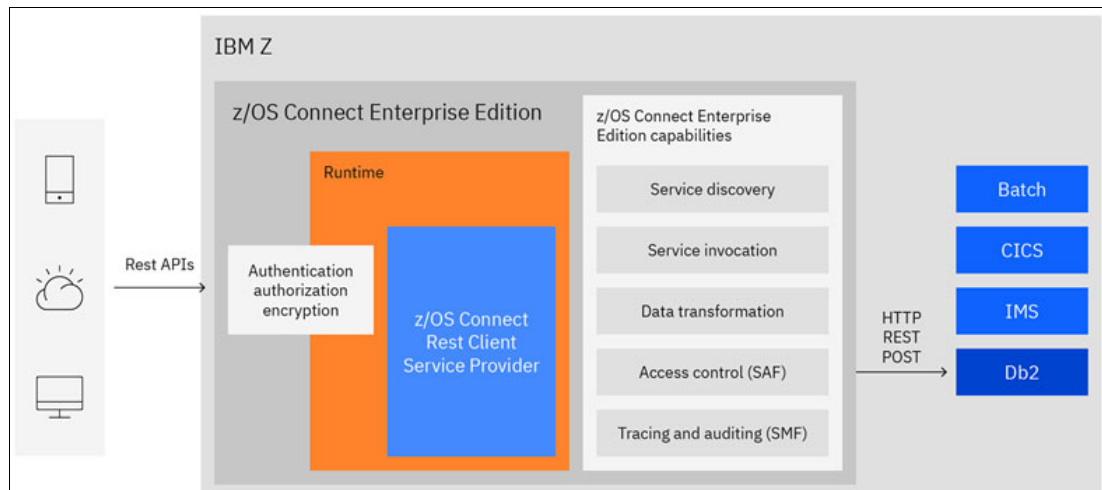 IBM Z
z/OS Connect Enterprise Edition
z/OS Connect Enterprise
Edition capabilities
Runtime
Rest APIs
Authentication
authorization
encryption
z/OS Connect
Rest Client
Service Provider
Service discovery
Service invocation
Data transformation
Access control (SAF)
Tracing and auditing (SMF)
HTTP
REST
POST
Batch
CICS
IMS
Db2